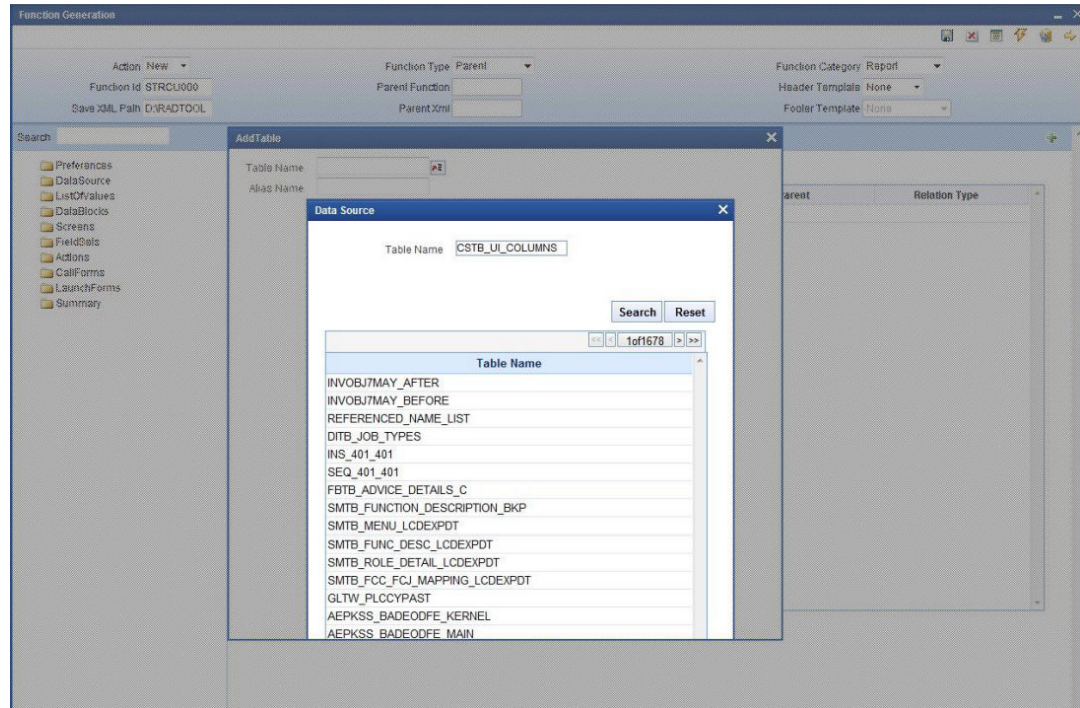 Function Generation
Action New
Function Type Parent
Function Category Report
Function Id STRCU000
Parent Function
Header Template None
Save XML Path D:\RADTOOL
Parent Xml
Footer Template None
Search
AddTable
Preferences
DataSource
ListOfValues
DataBlocks
Screens
FieldSets
Actions
CallForms
LaunchForms
Summary
Table Name
Alias Name
arent
Relation Type
Data Source
Table Name CSTB_UI_COLUMNS
Search Reset
<< < 1of1678 > >>
Table Name
INVOBJ7MAY_AFTER
INVOBJ7MAY_BEFORE
REFERENCED_NAME_LIST
DITB_JOB_TYPES
INS_401_401
SEQ_401_401
FBTB_ADVICE_DETAILS_C
SMTB_FUNCTION_DESCRIPTION_BKP
SMTB_MENU_LCDEXPDT
SMTB_FUNC_DESC_LCDEXPDT
SMTB_ROLE_DETAIL_LCDEXPDT
SMTB_FCC_FCJ_MAPPING_LCDEXPDT
GLTW_PLCCYPAST
AEPKSS_BADEODFE_KERNEL
AEPKSS_BADEODFE_MAIN